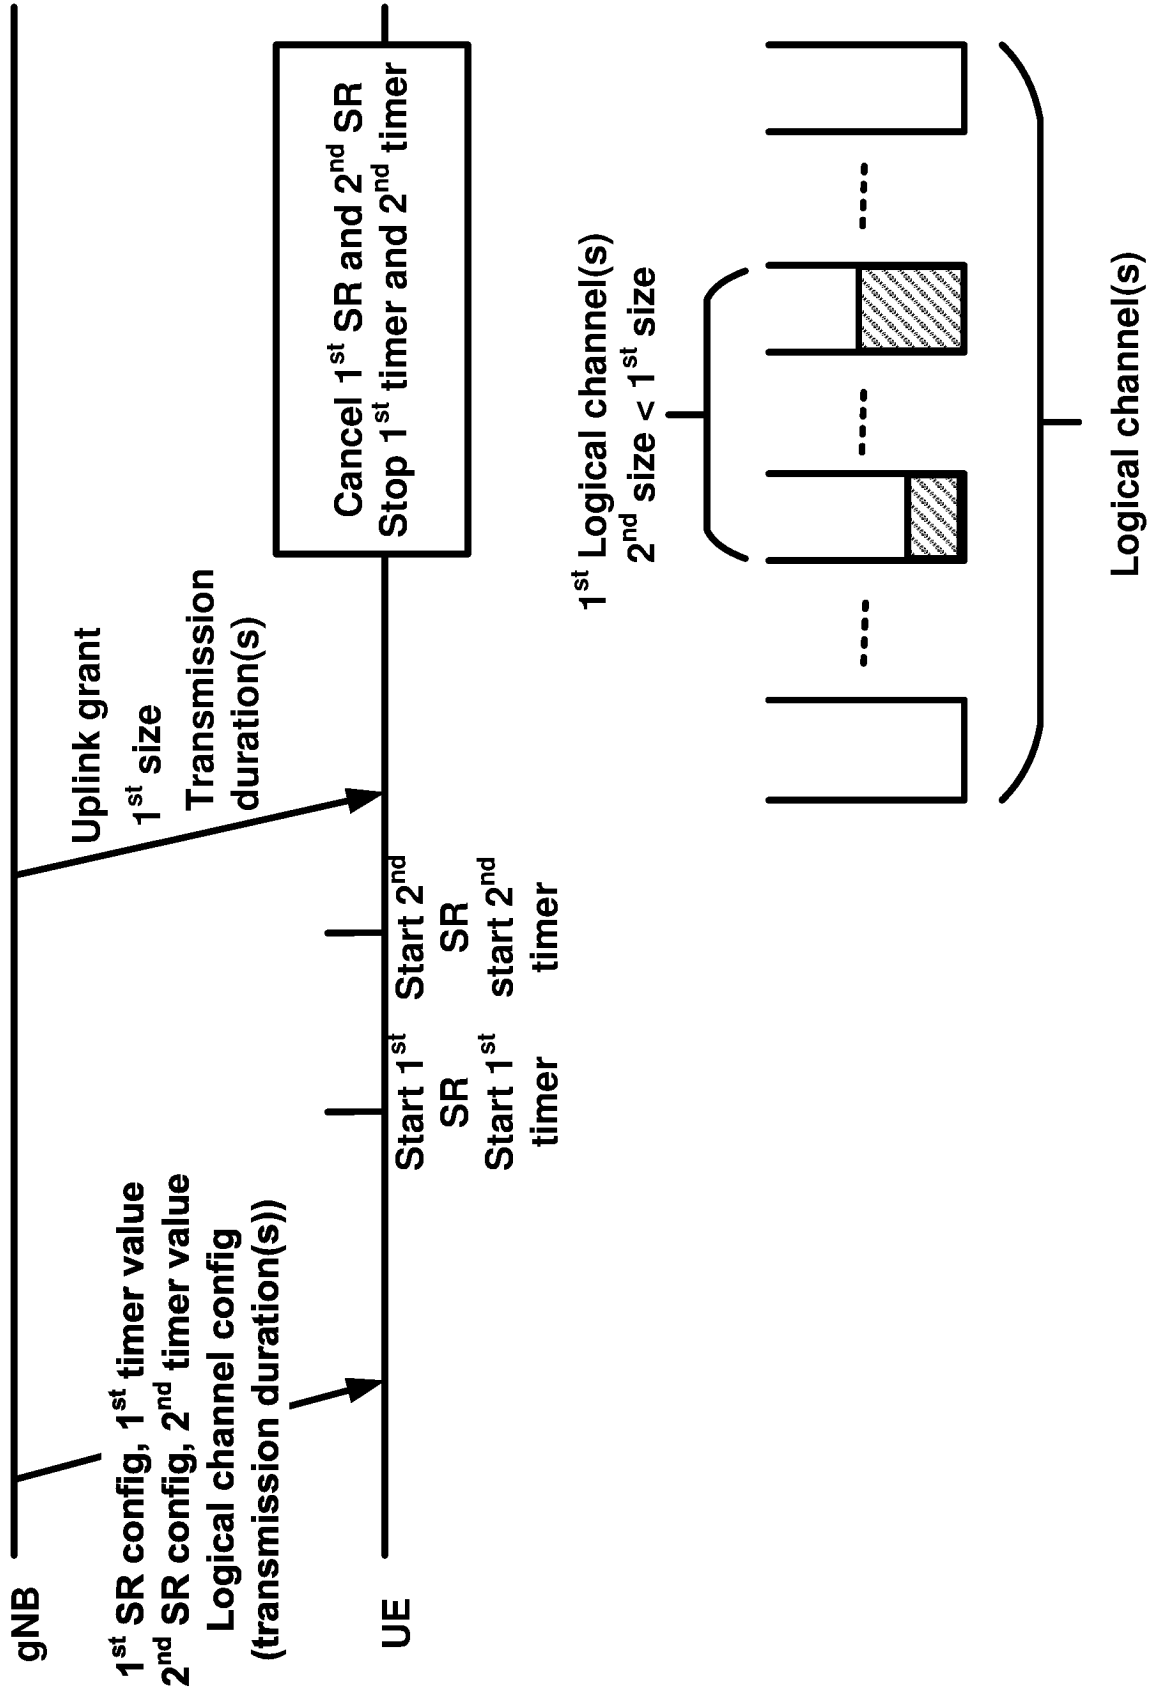 gNB
1st SR config, 1st timer value
2nd SR config, 2nd timer value
Logical channel config
(transmission duration(s))
Uplink grant
1st size
Transmission
duration(s)
UE
Start 1st
SR
Start 1st
timer
Start 2nd
SR
start 2nd
timer
Cancel 1st SR and 2nd SR
Stop 1st timer and 2nd timer
1st Logical channel(s)
2nd size < 1st size
Logical channel(s)